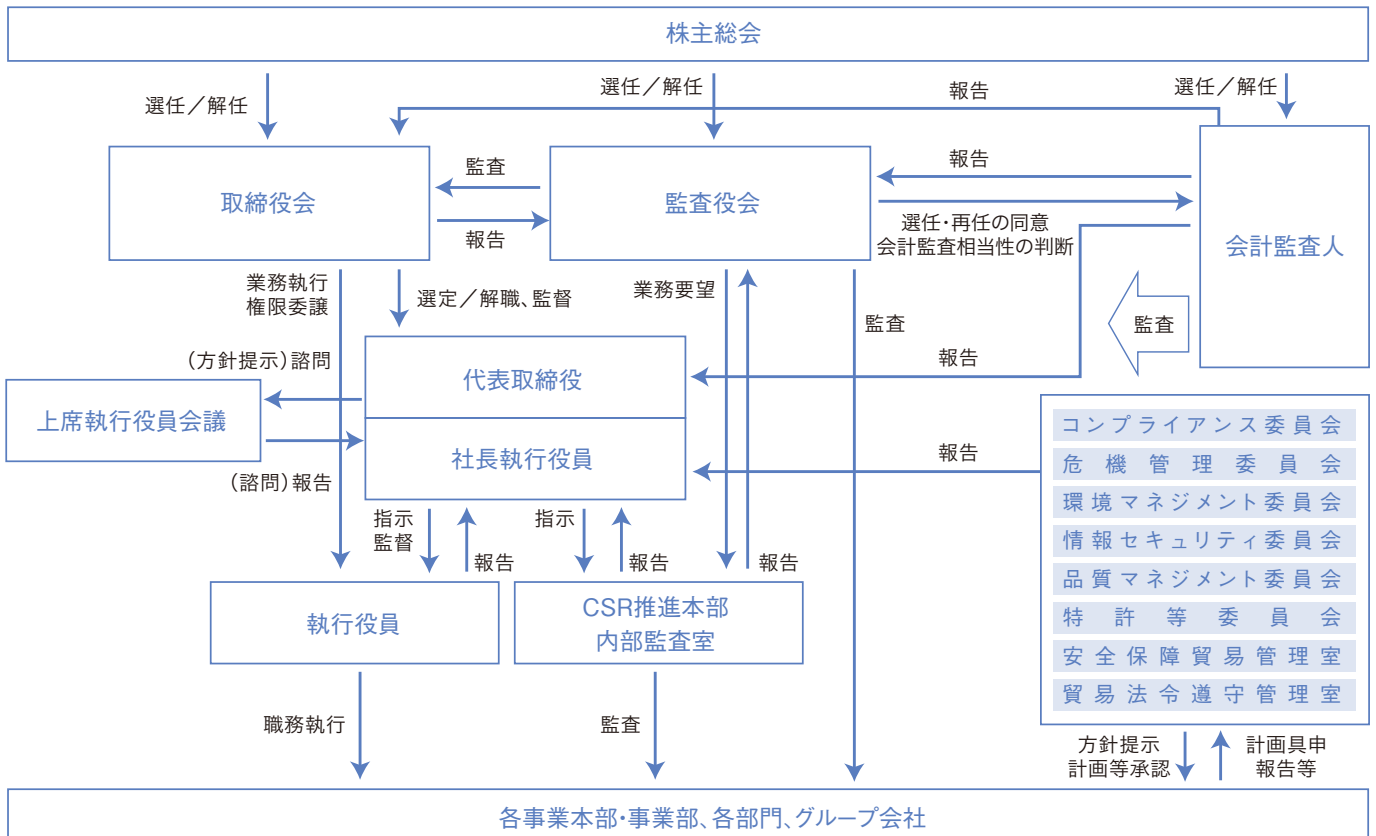 株主総会
選任／解任
選任／解任
報告
選任／解任
取締役会
監査
報告
監査役会
報告
選任・再任の同意
会計監査相当性の判断
会計監査人
業務執行
権限委譲
選定／解職、監督
業務要望
監査
監査
(方針提示)諮問
報告
代表取締役
上席執行役員会議
社長執行役員
(諮問)報告
報告
コンプライアンス委員会
危機管理委員会
環境マネジメント委員会
情報セキュリティ委員会
品質マネジメント委員会
特許等委員会
安全保障貿易管理室
貿易法令遵守管理室
指示
監督
報告
指示
報告
報告
執行役員
CSR推進本部
内部監査室
職務執行
監査
方針提示
計画等承認
計画具申
報告等
各事業本部・事業部、各部門、グループ会社